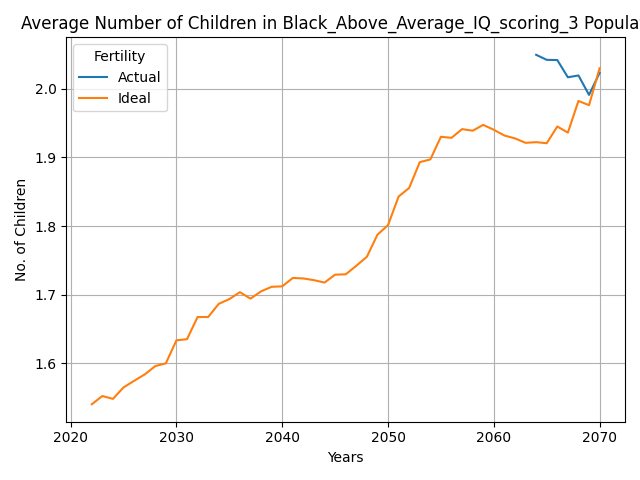 Average Number of Children in Black_Above_Average_IQ_scoring_3 Popula
Fertility
Actual
Ideal
No. of Children
2.0
1.9
1.8
1.7
1.6
2020 2030 2040 2050 2060 2070
Years